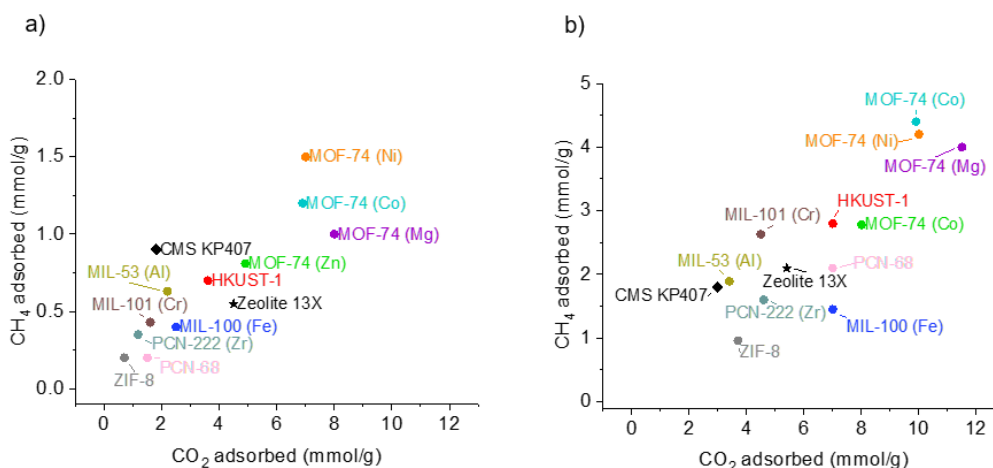 a)
CH₄ adsorbed (mmol/g)
2.0
1.5
1.0
0.5
0.0
MOF-74 (Ni)
MOF-74 (Co)
MOF-74 (Mg)
CMS KP407
MOF-74 (Zn)
MIL-53 (Al)
HKUST-1
MIL-101 (Cr)
Zeolite 13X
MIL-100 (Fe)
PCN-222 (Zr)
PCN-68
ZIF-8
0 2 4 6 8 10 12
CO₂ adsorbed (mmol/g)
b)
CH₄ adsorbed (mmol/g)
5
4
3
2
1
0
MOF-74 (Co)
MOF-74 (Ni)
MOF-74 (Mg)
HKUST-1
MIL-101 (Cr)
MOF-74 (Co)
MIL-53 (Al)
PCN-68
Zeolite 13X
CMS KP407
PCN-222 (Zr)
MIL-100 (Fe)
ZIF-8
0 2 4 6 8 10 12
CO₂ adsorbed (mmol/g)